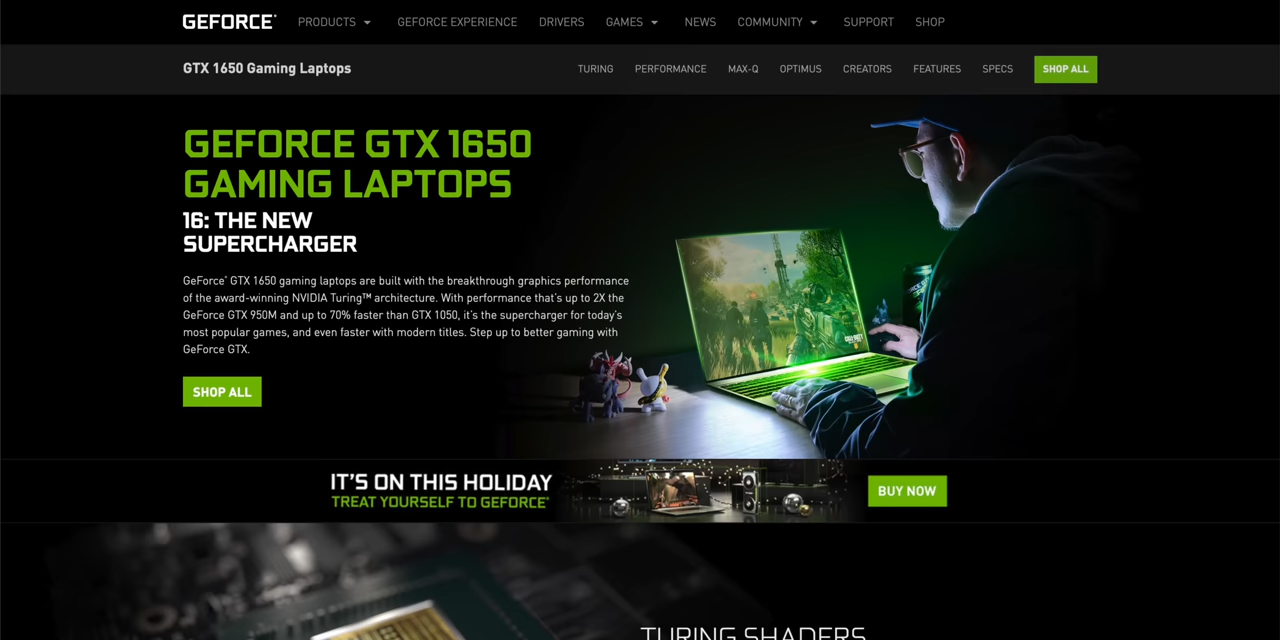 GEFORCE
PRODUCTS
GEFORCE EXPERIENCE
DRIVERS
GAMES
NEWS
COMMUNITY
SUPPORT
SHOP
GTX 1650 Gaming Laptops
TURING
PERFORMANCE
MAX-Q
OPTIMUS
CREATORS
FEATURES
SPECS
SHOP ALL
GEFORCE GTX 1650
GAMING LAPTOPS
16: THE NEW
SUPERCHARGER
GeForce® GTX 1650 gaming laptops are built with the breakthrough graphics performance
of the award-winning NVIDIA Turing™ architecture. With performance that's up to 2X the
GeForce GTX 950M and up to 70% faster than GTX 1050, it's the supercharger for today's
most popular games, and even faster with modern titles. Step up to better gaming with
GeForce GTX.
SHOP ALL
IT'S ON THIS HOLIDAY
TREAT YOURSELF TO GEFORCE®
BUY NOW
TURING SHADERS